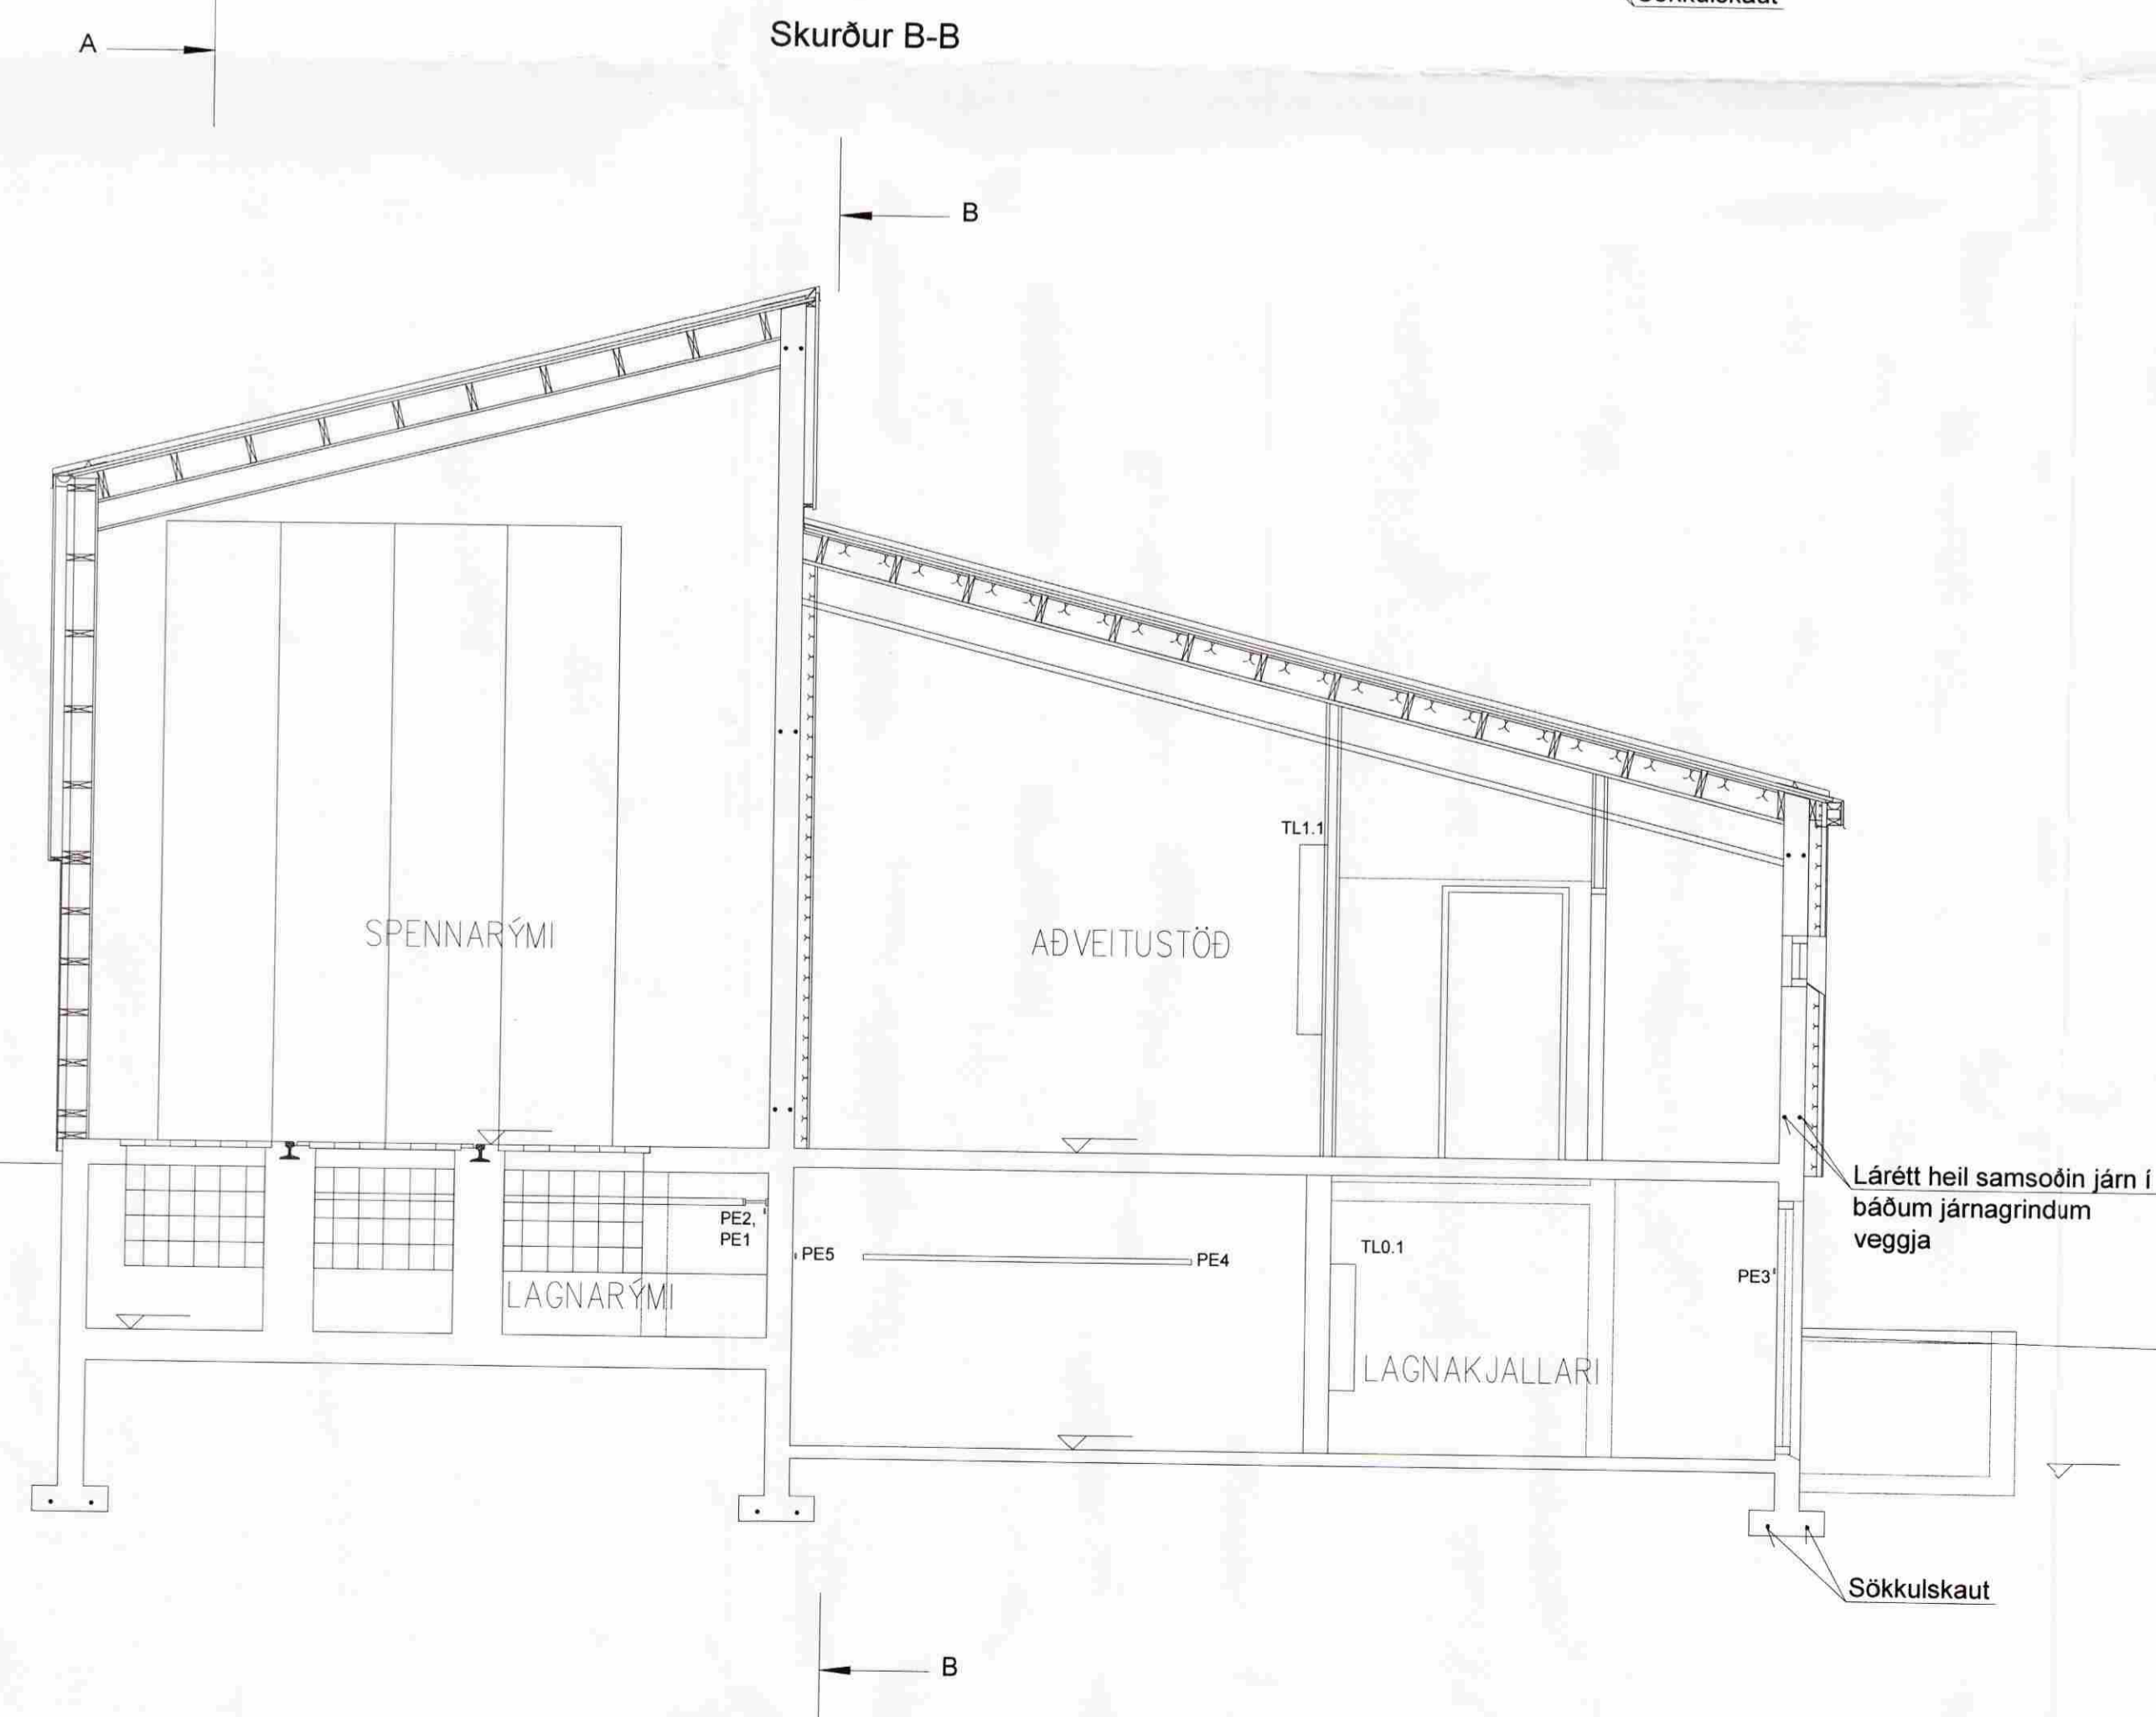 Skurður B-B
A
B
SPENNARÝMI
AÐVEITUSTÖÐ
TL1.1
Lárétt heil samsoðin járn í
báðum járnagrindum
veggja
PE2,
PE1
PE5
PE4
TL0.1
PE3
LAGNARÝMI
LAGNAKJALLARI
Sökkulskaut
B